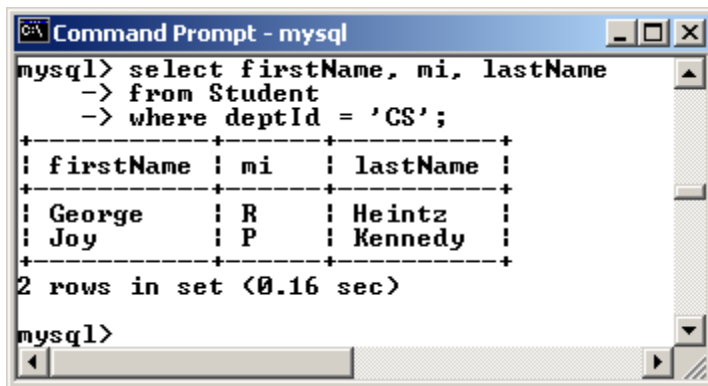 Command Prompt - mysql
mysql> select firstName, mi, lastName
    -> from Student
    -> where deptId = 'CS';
+-----------+------+----------+
| firstName | mi   | lastName |
+-----------+------+----------+
| George    | R    | Heintz   |
| Joy       | P    | Kennedy  |
+-----------+------+----------+
2 rows in set (0.16 sec)
mysql>